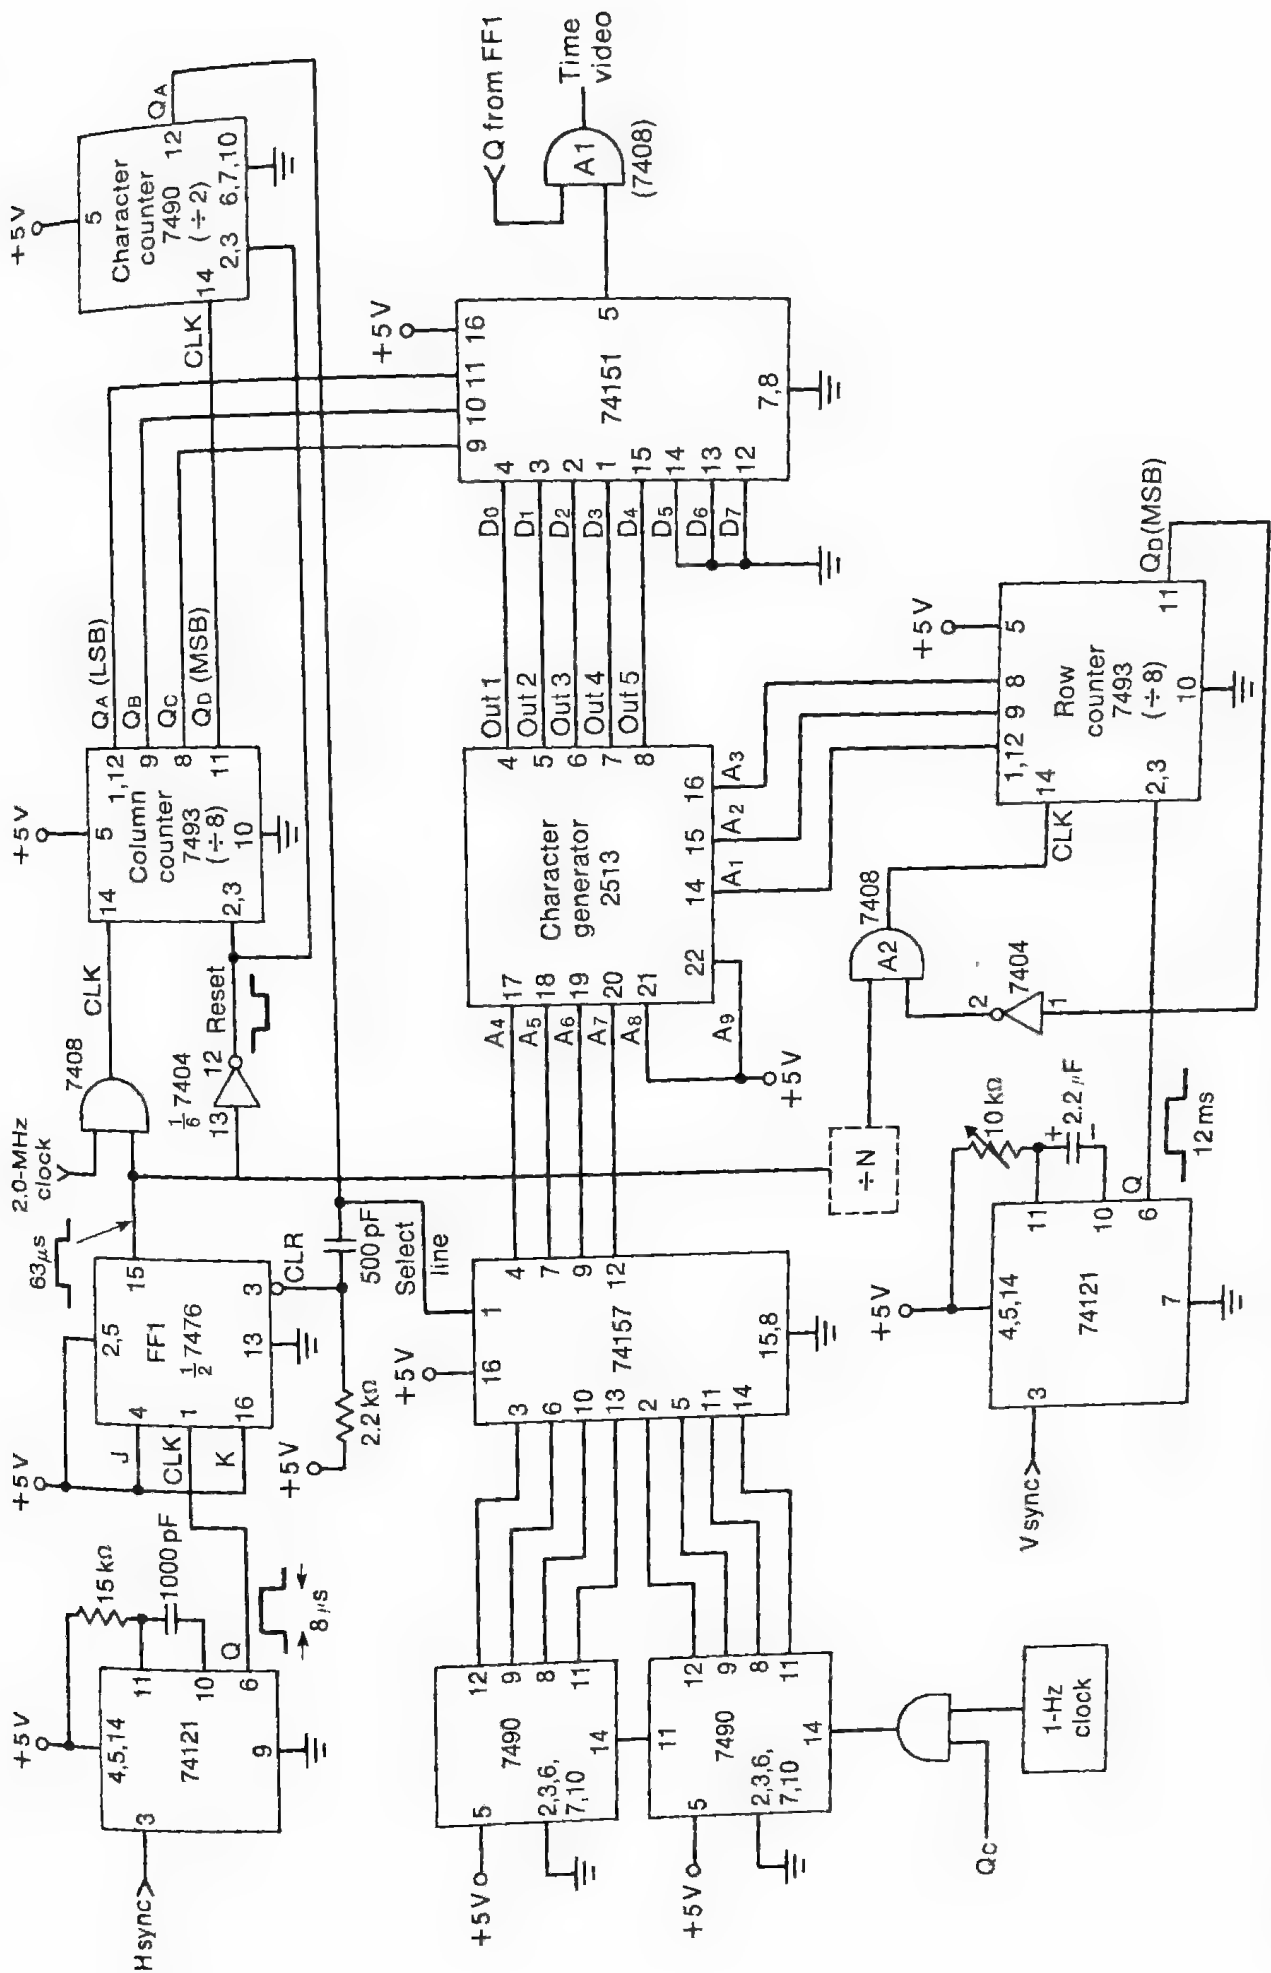 Hsync
3
+5V
4,5,14
74121
9
11
10
6
Q
15 kΩ
1000 pF
8 μs
+5V
J
CLK
K
4
1
16
2,5
FF1
1/2 7476
13
15
3
CLR
63 μs
+5V
2.2 kΩ
500 pF
Select
line
2.0-MHz
clock
7408
CLK
1/6 7404
13
12
Reset
+5V
14
5
Column
counter
7493
(÷8)
10
2,3
1,12
9
8
11
QA (LSB)
QB
QC
QD (MSB)
CLK
+5V
5
Character
counter
7490
(÷2)
14
2,3
6,7,10
12
QA
+5V
5
7490
2,3,6,
7,10
14
12
9
8
11
+5V
5
7490
2,3,6,
7,10
11
14
12
9
8
11
QC
1-Hz
clock
+5V
16
1
74157
15,8
3
6
10
13
2
5
11
14
4
7
9
12
A4
A5
A6
A7
A8
A9
+5V
17
18
19
20
21
22
Character
generator
2513
14
15
16
A1
A2
A3
4
5
6
7
8
Out 1
Out 2
Out 3
Out 4
Out 5
D0
D1
D2
D3
D4
D5
D6
D7
4
3
2
1
15
14
13
12
9
10
11
16
+5V
74151
7,8
5
Q from FF1
A1
(7408)
Time
video
÷N
Vsync
3
+5V
4,5,14
74121
7
11
10
6
Q
10 kΩ
+
−
2.2 μF
12 ms
7408
A2
2
7404
1
CLK
14
1,12
9
8
5
+5V
Row
counter
7493
(÷8)
10
2,3
11
QD (MSB)